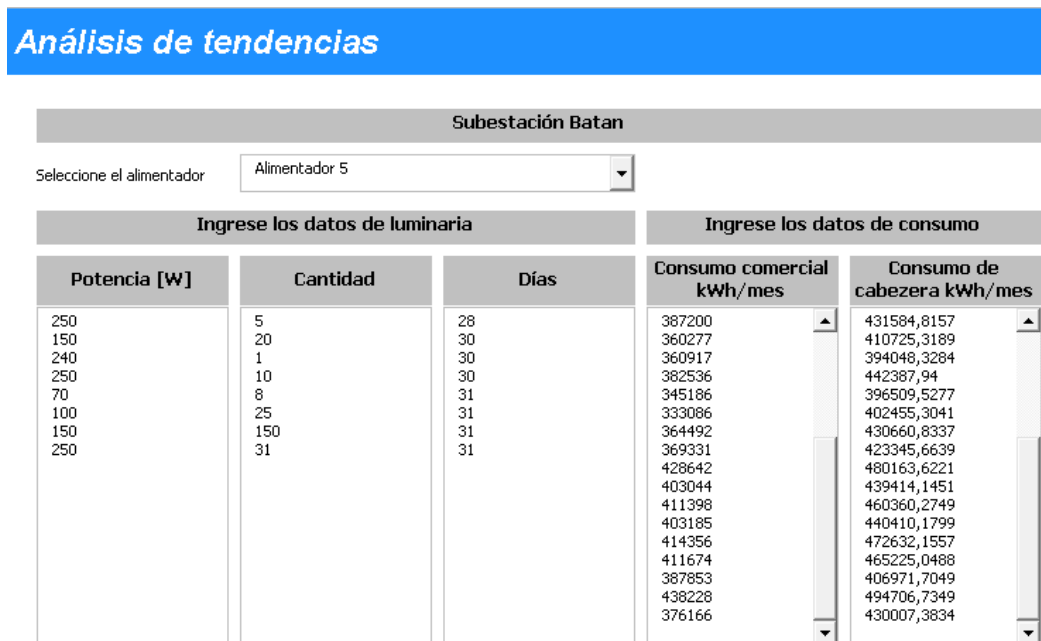 Análisis de tendencias
Subestación Batan
Seleccione el alimentador Alimentador 5
Ingrese los datos de luminaria Ingrese los datos de consumo
Potencia [W] Cantidad Días Consumo comercial kWh/mes Consumo de cabezera kWh/mes
250 5 28 387200 431584,8157
150 20 30 360277 410725,3189
240 1 30 360917 394048,3284
250 10 30 382536 442387,94
70 8 31 345186 396509,5277
100 25 31 333086 402455,3041
150 150 31 364492 430660,8337
250 31 31 369331 423345,6639
428642 480163,6221
403044 439414,1451
411398 460360,2749
403185 440410,1799
414356 472632,1557
411674 465225,0488
387853 406971,7049
438228 494706,7349
376166 430007,3834